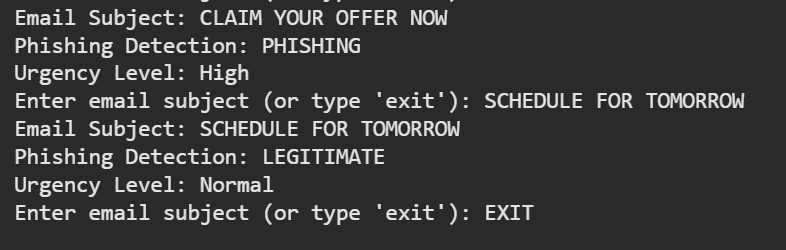 Email Subject: CLAIM YOUR OFFER NOW
Phishing Detection: PHISHING
Urgency Level: High
Enter email subject (or type 'exit'): SCHEDULE FOR TOMORROW
Email Subject: SCHEDULE FOR TOMORROW
Phishing Detection: LEGITIMATE
Urgency Level: Normal
Enter email subject (or type 'exit'): EXIT